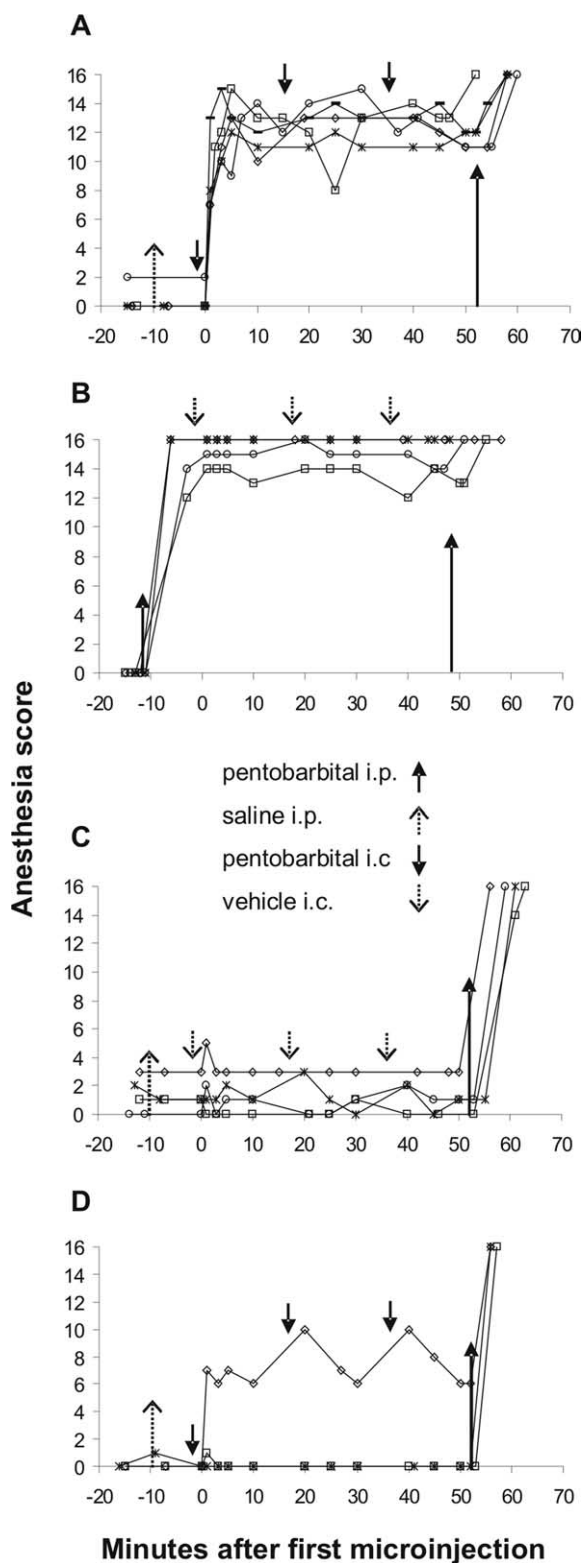 A
16
14
12
10
8
6
4
2
0
-20 -10 0 10 20 30 40 50 60 70
B
16
14
12
10
8
6
4
2
0
-20 -10 0 10 20 30 40 50 60 70
Anesthesia score
pentobarbital i.p.
saline i.p.
pentobarbital i.c
vehicle i.c.
C
16
14
12
10
8
6
4
2
0
-20 -10 0 10 20 30 40 50 60 70
D
16
14
12
10
8
6
4
2
0
-20 -10 0 10 20 30 40 50 60 70
Minutes after first microinjection